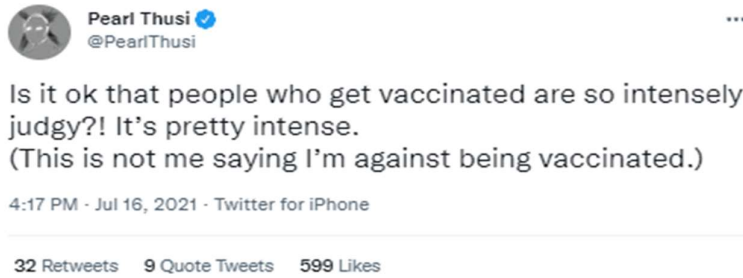 Pearl Thusi
@PearlThusi
Is it ok that people who get vaccinated are so intensely
judgy?! It's pretty intense.
(This is not me saying I'm against being vaccinated.)
4:17 PM · Jul 16, 2021 · Twitter for iPhone
32 Retweets 9 Quote Tweets 599 Likes